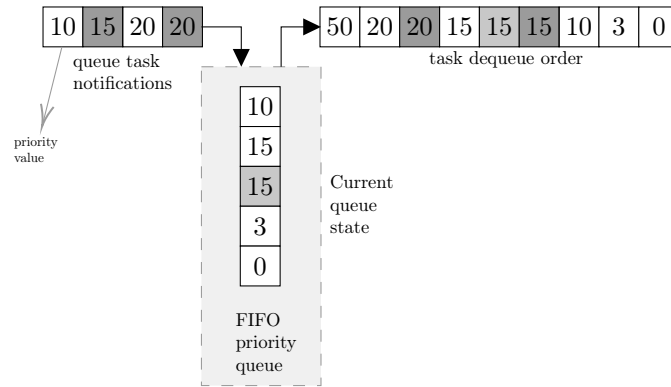 10 15 20 20
queue task
notifications
priority
value
50 20 20 15 15 15 10 3 0
task dequeue order
10
15
15
3
0
Current
queue
state
FIFO
priority
queue